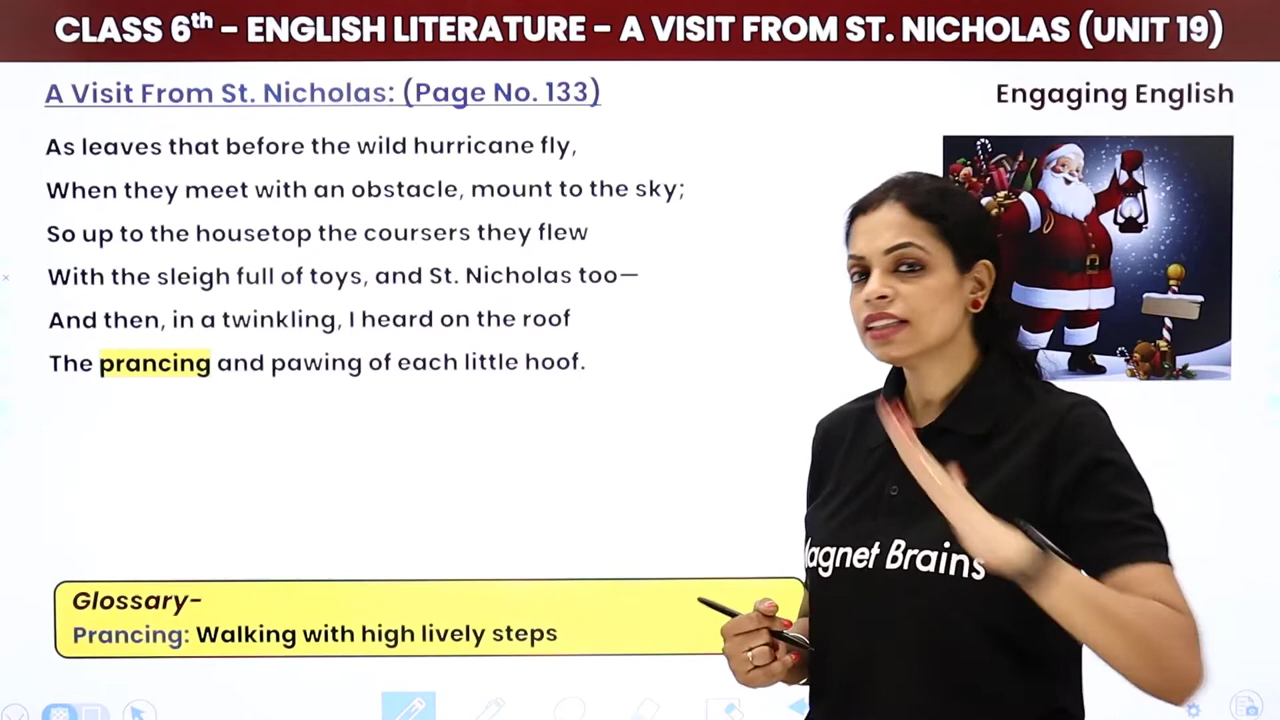 CLASS 6th – ENGLISH LITERATURE – A VISIT FROM ST. NICHOLAS (UNIT 19)
A Visit From St. Nicholas: (Page No. 133)
Engaging English
As leaves that before the wild hurricane fly,
When they meet with an obstacle, mount to the sky;
So up to the housetop the coursers they flew
With the sleigh full of toys, and St. Nicholas too—
And then, in a twinkling, I heard on the roof
The prancing and pawing of each little hoof.
Magnet Brains
Glossary-
Prancing: Walking with high lively steps